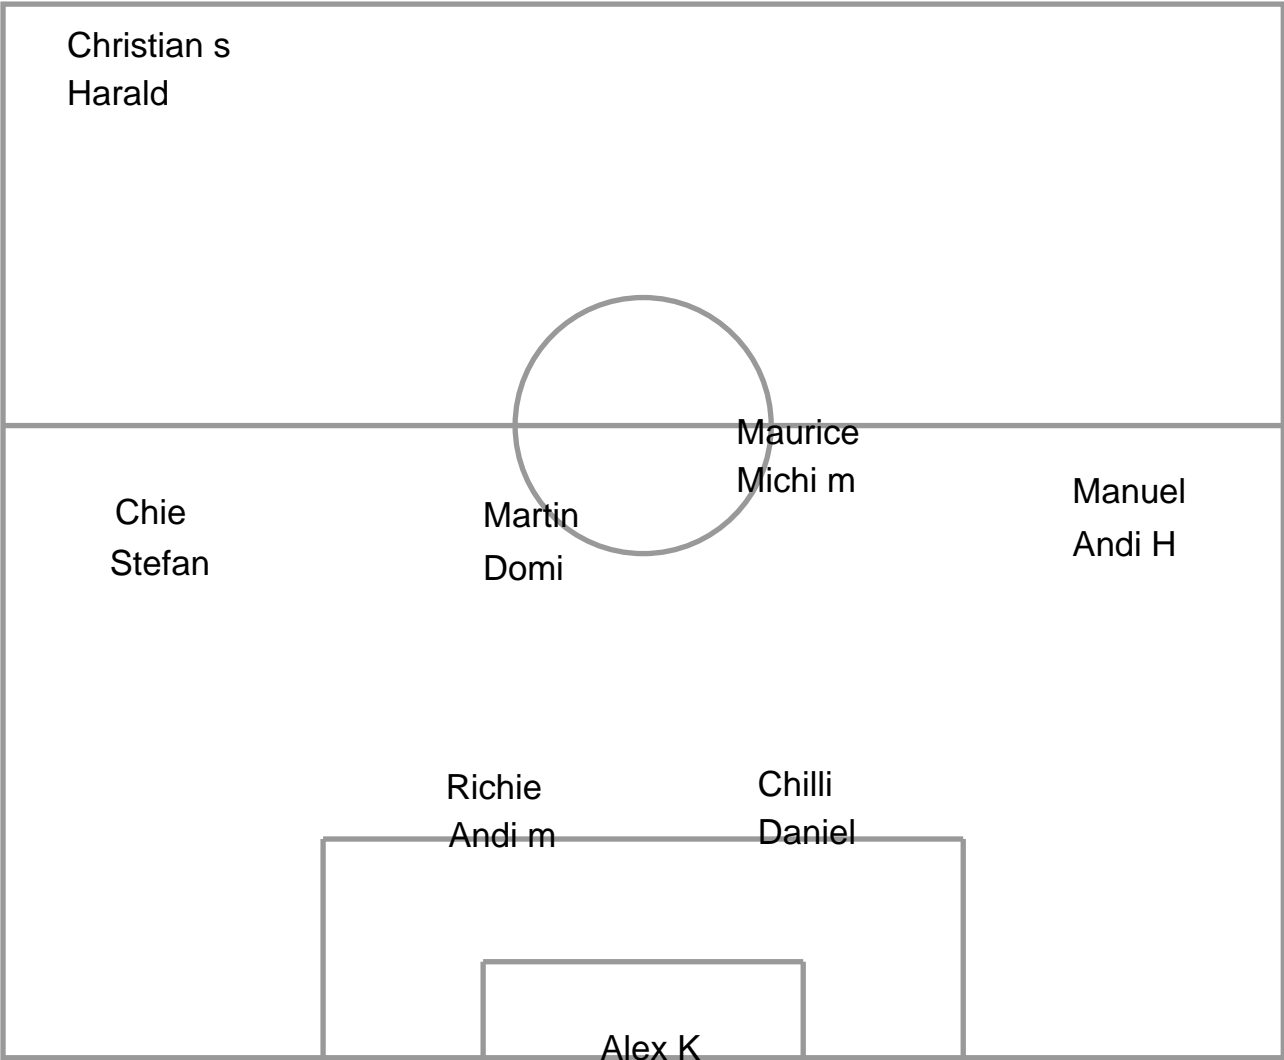 Christian s
Harald
Maurice
Michi m
Manuel
Andi H
Chie
Stefan
Martin
Domi
Richie
Andi m
Chilli
Daniel
Alex K